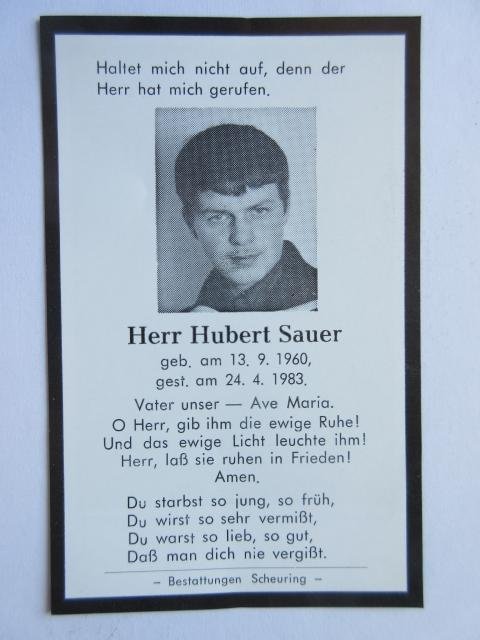 Haltet mich nicht auf, denn der
Herr hat mich gerufen.
Herr Hubert Sauer
geb. am 13. 9. 1960,
gest. am 24. 4. 1983.
Vater unser — Ave Maria.
O Herr, gib ihm die ewige Ruhe!
Und das ewige Licht leuchte ihm!
Herr, laß sie ruhen in Frieden!
Amen.
Du starbst so jung, so früh,
Du wirst so sehr vermißt,
Du warst so lieb, so gut,
Daß man dich nie vergißt.
– Bestattungen Scheuring –